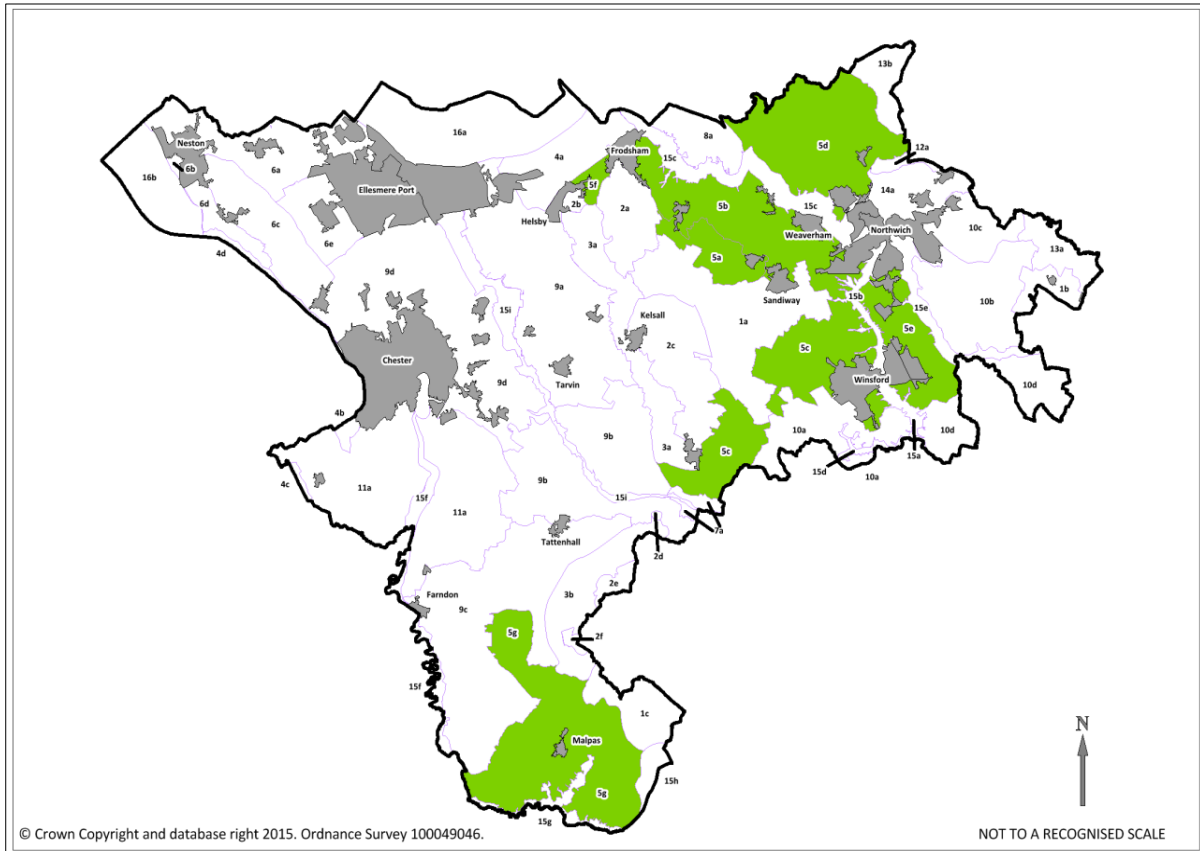 13b
16a
8a
5d
12a
Neston
16b
6b
6a
4a
Frodsham
15c
Ellesmere Port
5f
2b
Helsby
2a
5b
15c
14a
6d
6c
6e
4d
Weaverham
Northwich
10c
3a
5a
13a
9d
9a
Sandiway
15b
1b
15i
Kelsall
1a
15e
10b
2c
5e
5c
Chester
Tarvin
Winsford
9d
10d
4b
9b
3a
5c
10a
10d
15d
15a
10a
4c
11a
15f
9b
15i
11a
7a
Tattenhall
2d
2e
Farndon
3b
9c
5g
2f
15f
1c
N
Malpas
15h
5g
15g
© Crown Copyright and database right 2015. Ordnance Survey 100049046.
NOT TO A RECOGNISED SCALE